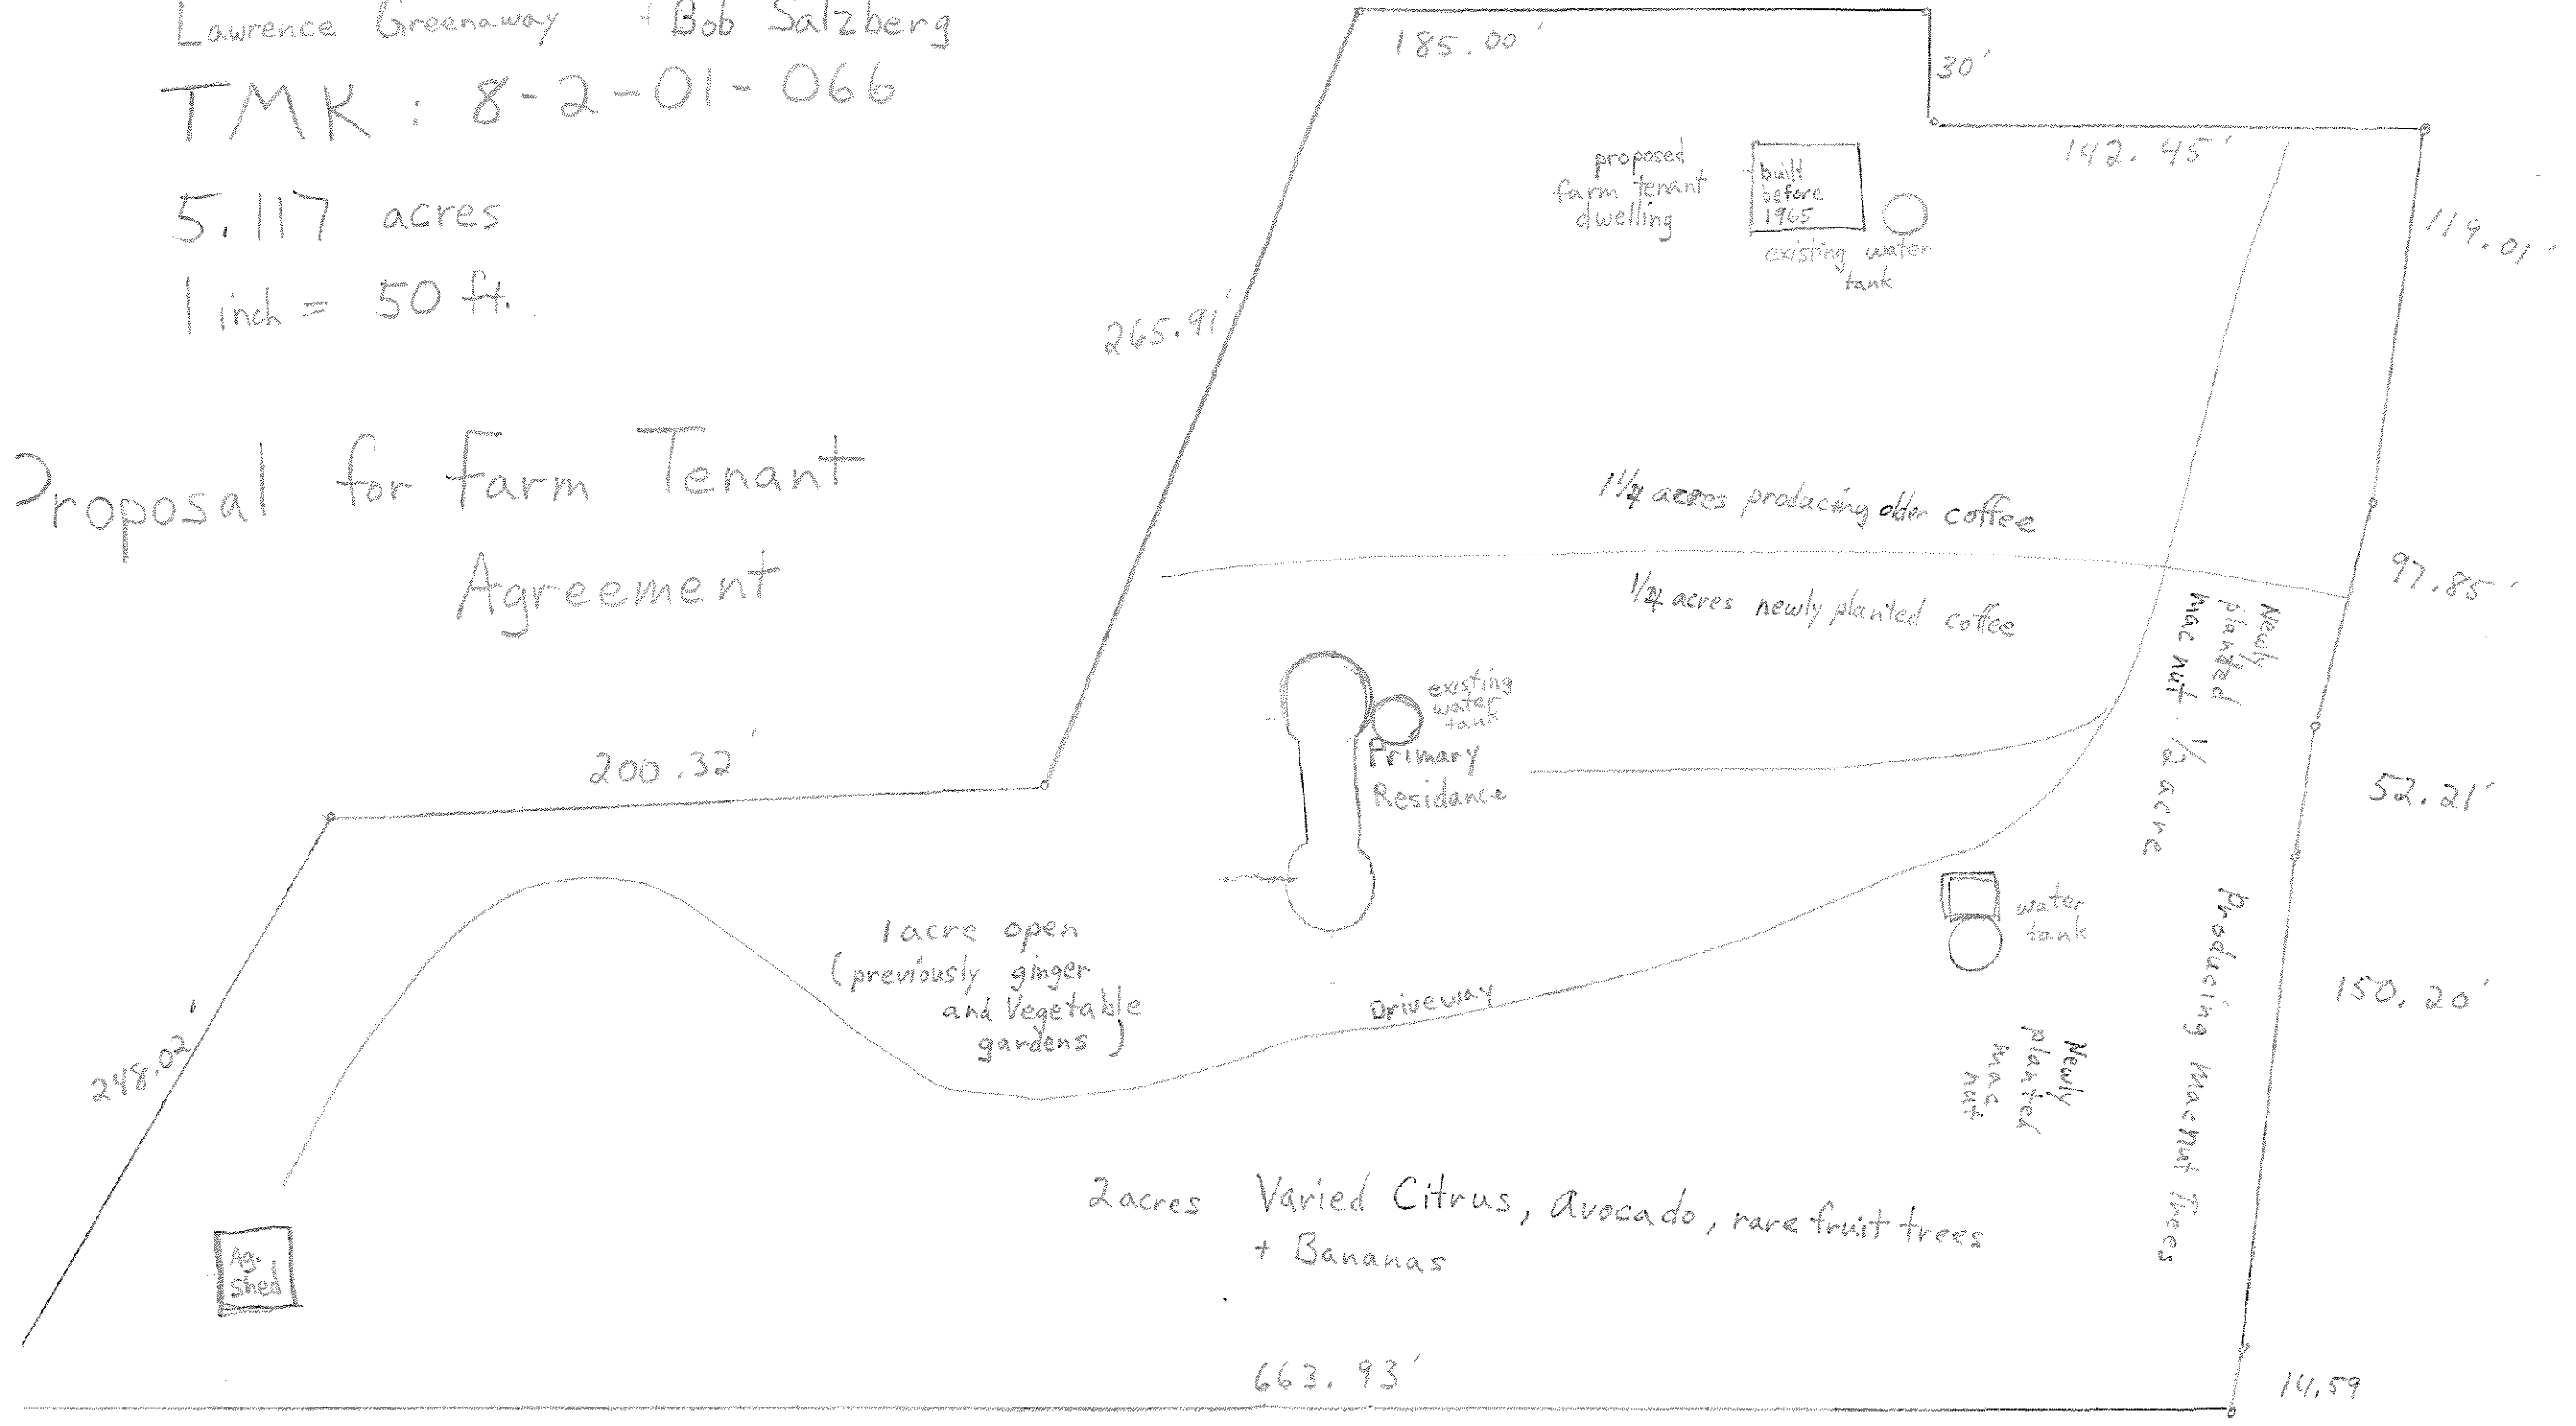 Lawrence Greenaway + Bob Salzberg
TMK : 8-2-01-066
5.117 acres
1 inch = 50 ft.
Proposal for Farm Tenant
Agreement
185.00'
30'
142.45'
119.01'
265.91'
proposed
farm tenant
dwelling
built
before
1965
existing water
tank
1 1/4 acres producing older coffee
1/4 acres newly planted coffee
97.85'
Newly
planted
mac nut 1/2 acre
existing
water
tank
Primary
Residance
52.21'
200.32'
248.02'
1 acre open
(previously ginger
and Vegetable
gardens)
Driveway
water
tank
150.20'
Newly
planted
mac
nut
Producing Macnut Trees
2 acres Varied Citrus, avocado, rare fruit trees
+ Bananas
Ag.
Shed
663.93'
14.59